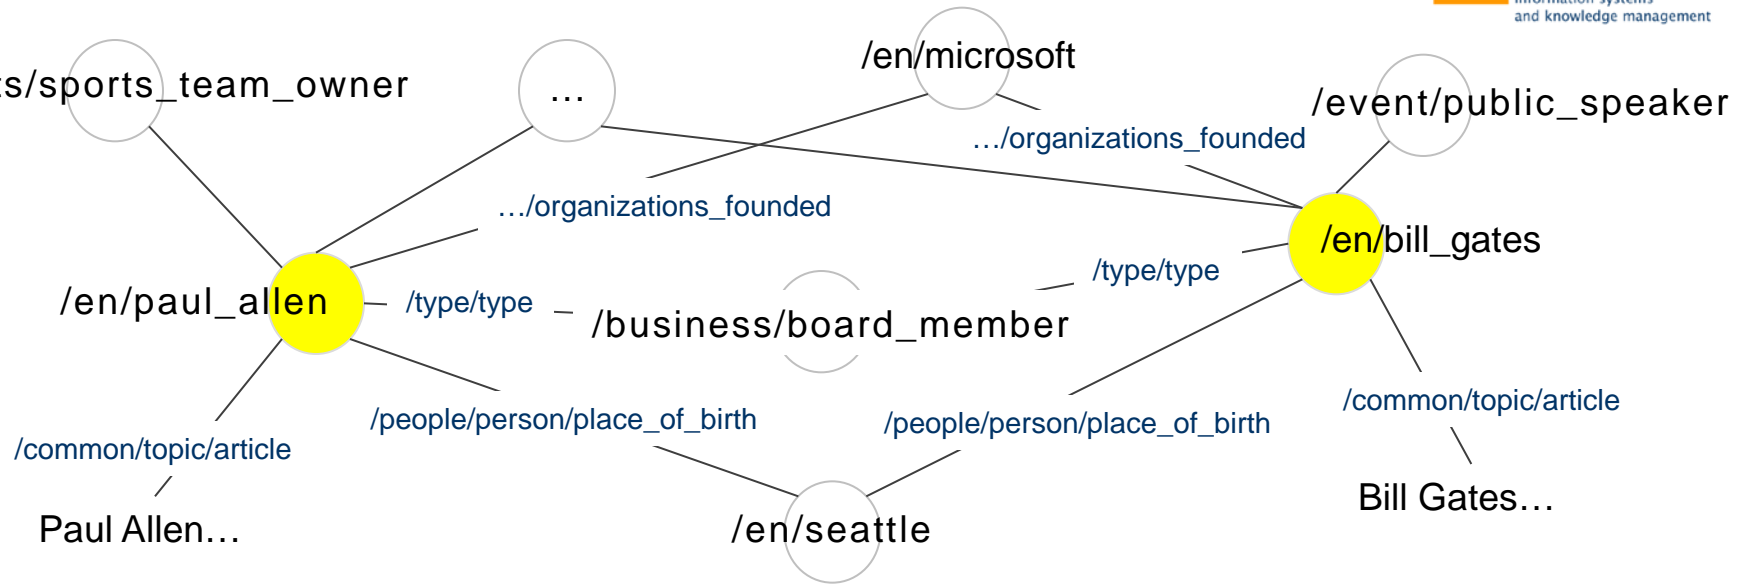 and knowledge management
/en/microsoft
ts/sports_team_owner
…
/event/public_speaker
…/organizations_founded
…/organizations_founded
/en/bill_gates
/type/type
/en/paul_allen
/type/type
/business/board_member
/common/topic/article
/people/person/place_of_birth
/people/person/place_of_birth
/common/topic/article
Bill Gates…
Paul Allen…
/en/seattle